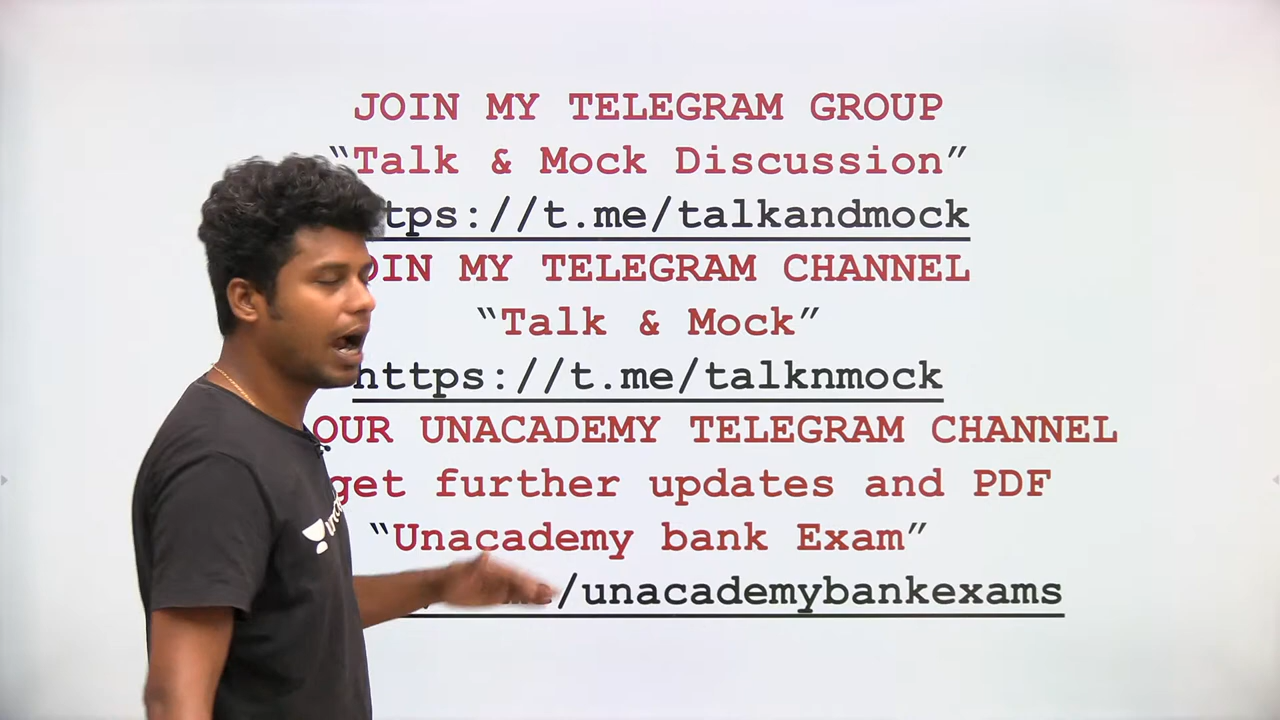 JOIN MY TELEGRAM GROUP
“Talk & Mock Discussion”
tps://t.me/talkandmock
OIN MY TELEGRAM CHANNEL
“Talk & Mock”
https://t.me/talknmock
OUR UNACADEMY TELEGRAM CHANNEL
get further updates and PDF
“Unacademy bank Exam”
/unacademybankexams